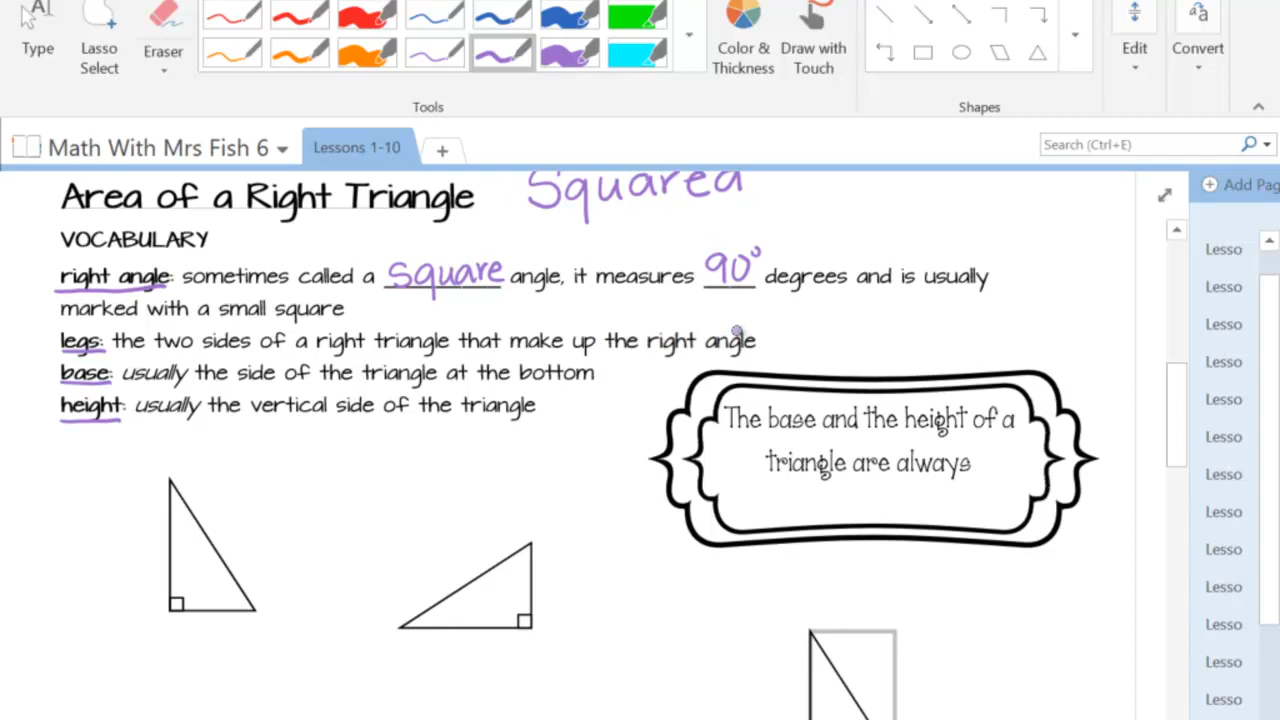 Type
Lasso Select
Eraser
Color & Thickness
Draw with Touch
Edit
Convert
Tools
Shapes
Math With Mrs Fish 6
Lessons 1-10
Search (Ctrl+E)
Area of a Right Triangle
Squared
Add Pag
VOCABULARY
right angle: sometimes called a square angle, it measures 90° degrees and is usually
marked with a small square
legs: the two sides of a right triangle that make up the right angle
base: usually the side of the triangle at the bottom
height: usually the vertical side of the triangle
The base and the height of a
triangle are always
Lesso
Lesso
Lesso
Lesso
Lesso
Lesso
Lesso
Lesso
Lesso
Lesso
Lesso
Lesso
Lesso